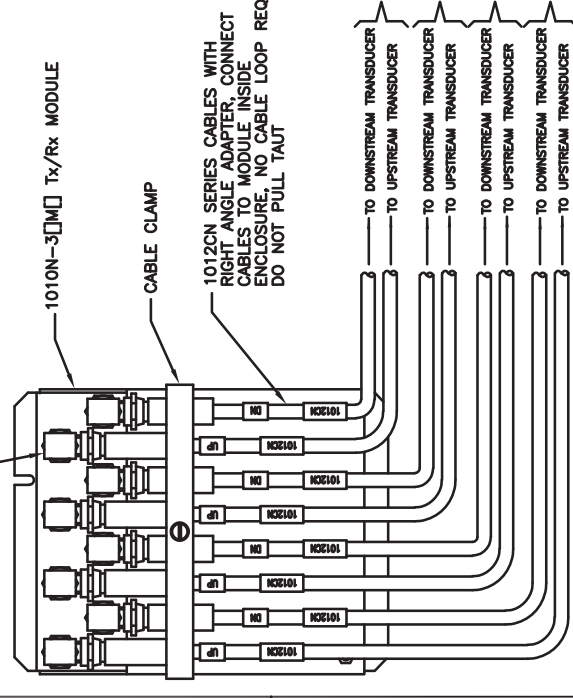 1010N-3▯M▯ Tx/Rx MODULE
CABLE CLAMP
1012CN SERIES CABLES WITH
RIGHT ANGLE ADAPTER, CONNECT
CABLES TO MODULE INSIDE
ENCLOSURE, NO CABLE LOOP REQ
DO NOT PULL TAUT
TO DOWNSTREAM TRANSDUCER
TO UPSTREAM TRANSDUCER
TO DOWNSTREAM TRANSDUCER
TO UPSTREAM TRANSDUCER
TO DOWNSTREAM TRANSDUCER
TO UPSTREAM TRANSDUCER
TO DOWNSTREAM TRANSDUCER
TO UPSTREAM TRANSDUCER
DN 1012CN
UP 1012CN
DN 1012CN
UP 1012CN
DN 1012CN
UP 1012CN
DN 1012CN
UP 1012CN